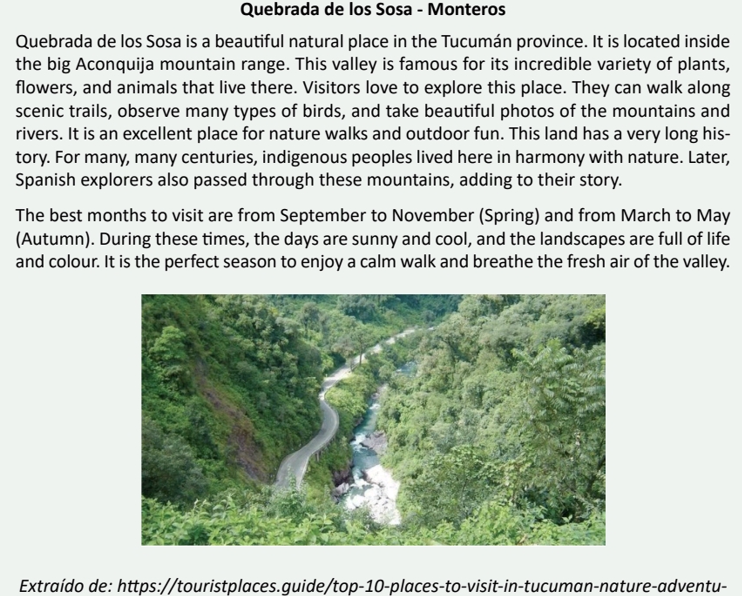 Quebrada de los Sosa - Monteros
Quebrada de los Sosa is a beautiful natural place in the Tucumán province. It is located inside
the big Aconquija mountain range. This valley is famous for its incredible variety of plants,
flowers, and animals that live there. Visitors love to explore this place. They can walk along
scenic trails, observe many types of birds, and take beautiful photos of the mountains and
rivers. It is an excellent place for nature walks and outdoor fun. This land has a very long his-
tory. For many, many centuries, indigenous peoples lived here in harmony with nature. Later,
Spanish explorers also passed through these mountains, adding to their story.
The best months to visit are from September to November (Spring) and from March to May
(Autumn). During these times, the days are sunny and cool, and the landscapes are full of life
and colour. It is the perfect season to enjoy a calm walk and breathe the fresh air of the valley.
Extraído de: https://touristplaces.guide/top-10-places-to-visit-in-tucuman-nature-adventu-